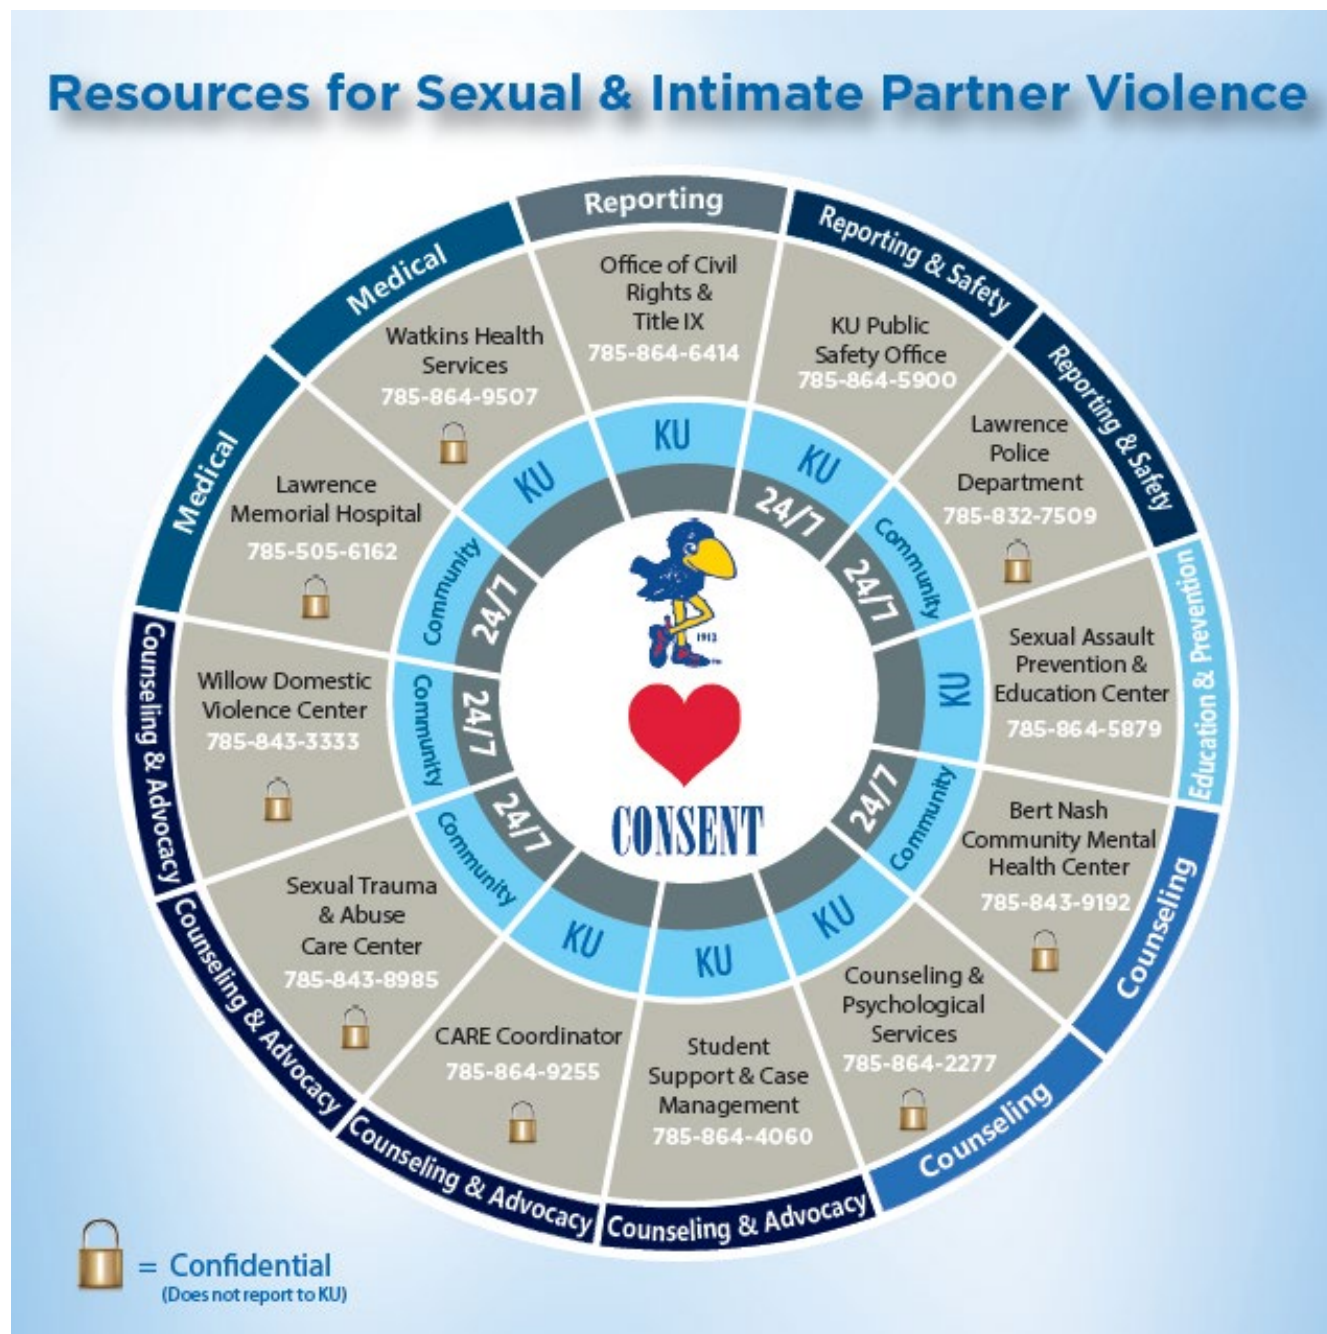 Resources for Sexual & Intimate Partner Violence
Reporting
Office of Civil
Rights &
Title IX
785-864-6414
KU
Reporting & Safety
KU Public
Safety Office
785-864-5900
KU
24/7
Reporting & Safety
Lawrence
Police
Department
785-832-7509
Community
24/7
Education & Prevention
Sexual Assault
Prevention &
Education Center
785-864-5879
KU
Counseling
Bert Nash
Community Mental
Health Center
785-843-9192
Community
24/7
Counseling
Counseling &
Psychological
Services
785-864-2277
KU
Counseling & Advocacy
Student
Support & Case
Management
785-864-4060
KU
Counseling & Advocacy
CARE Coordinator
785-864-9255
KU
Counseling & Advocacy
Sexual Trauma
& Abuse
Care Center
785-843-8985
Community
24/7
Counseling & Advocacy
Willow Domestic
Violence Center
785-843-3333
Community
24/7
Medical
Lawrence
Memorial Hospital
785-505-6162
Community
24/7
Medical
Watkins Health
Services
785-864-9507
KU
1912
CONSENT
= Confidential
(Does not report to KU)